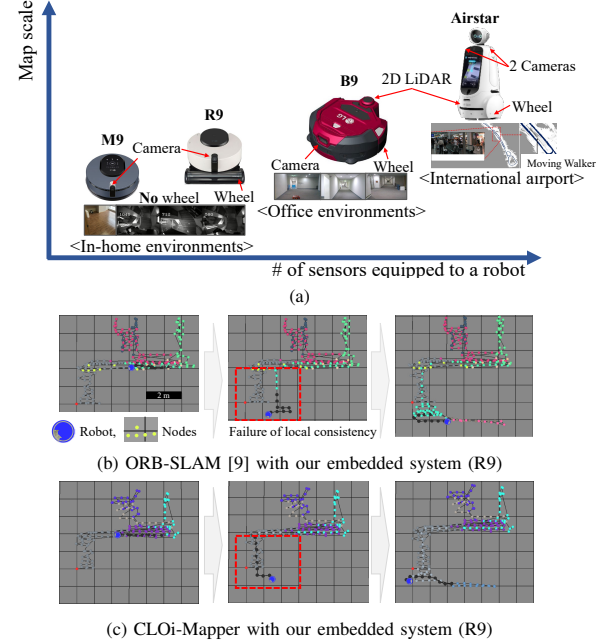 Map scale
Airstar
2 Cameras
B9
2D LiDAR
R9
Wheel
M9
Camera
LG
Moving Walker
Camera
Wheel
<International airport>
No wheel
Wheel
<Office environments>
<In-home environments>
# of sensors equipped to a robot
(a)
2 m
Robot,
Nodes
Failure of local consistency
(b) ORB-SLAM [9] with our embedded system (R9)
(c) CLOi-Mapper with our embedded system (R9)